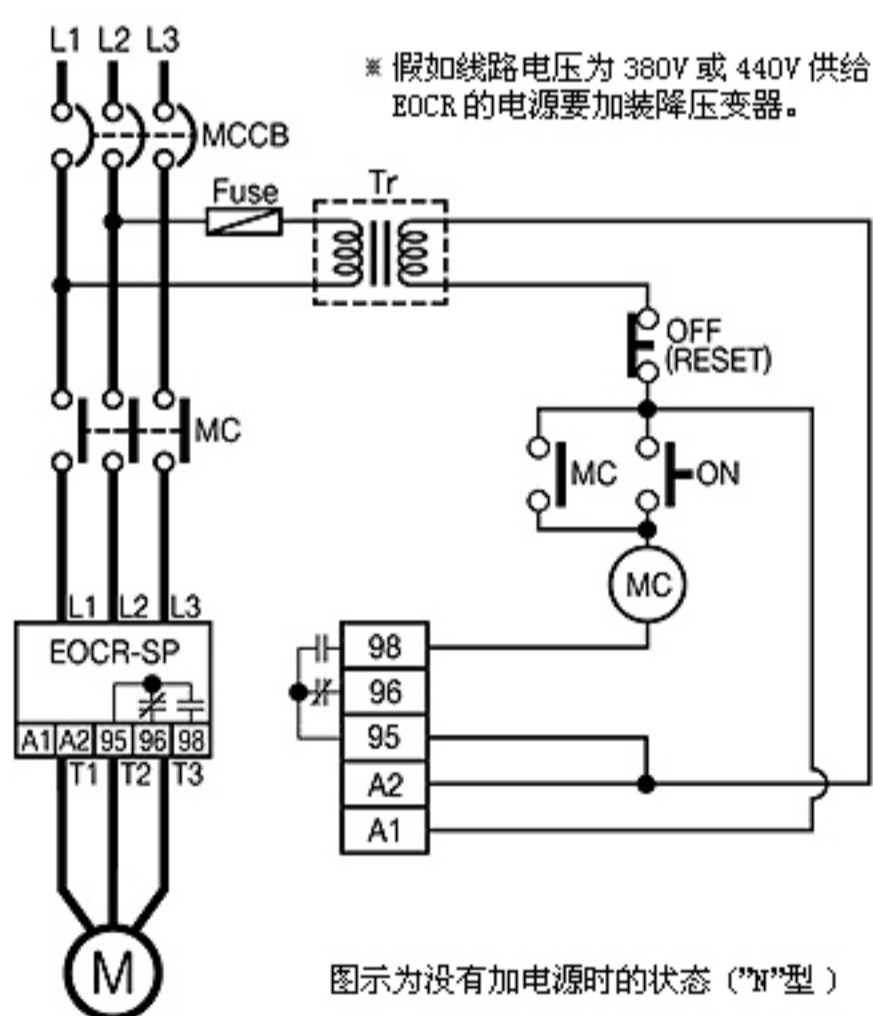 L1 L2 L3
※ 假如线路电压为 380V 或 440V 供给
EOCR 的电源要加装降压变器。
MCCB
Fuse
Tr
OFF
(RESET)
MC
MC
ON
MC
L1 L2 L3
EOCR-SP
A1 A2 95 96 98
T1 T2 T3
98
96
95
A2
A1
M
图示为没有加电源时的状态 ("N"型 )